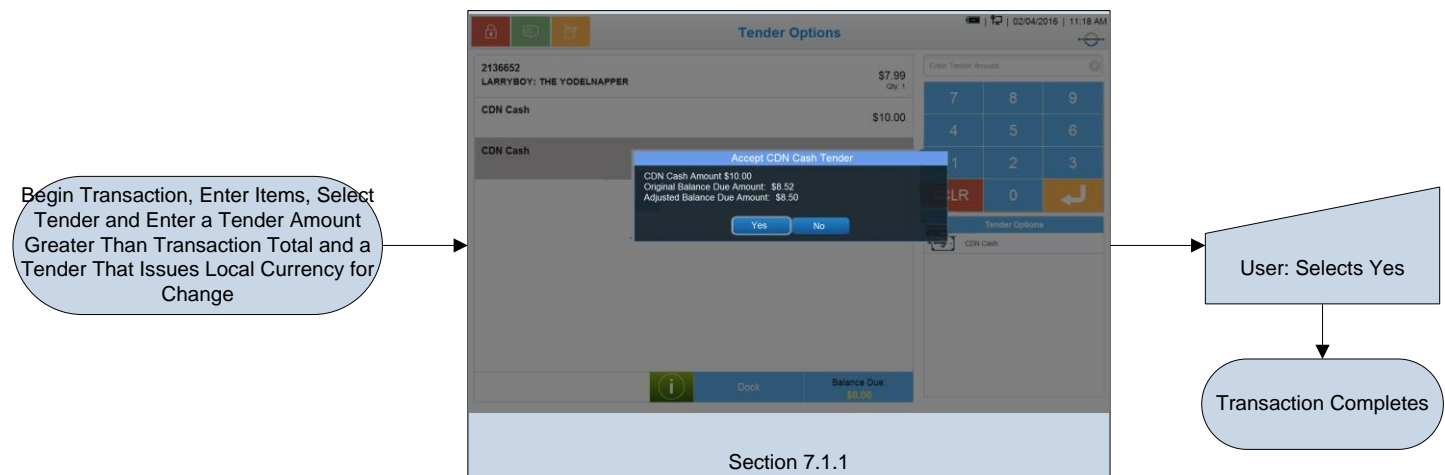 Begin Transaction, Enter Items, Select
Tender and Enter a Tender Amount
Greater Than Transaction Total and a
Tender That Issues Local Currency for
Change
Tender Options
02/04/2016 | 11:18 AM
2136652
LARRYBOY: THE YODELNAPPER
$7.99
Qty: 1
CDN Cash
$10.00
CDN Cash
Accept CDN Cash Tender
CDN Cash Amount $10.00
Original Balance Due Amount: $8.52
Adjusted Balance Due Amount: $8.50
Yes No
Enter Tender Amount
7 8 9
4 5 6
1 2 3
CLR 0
Tender Options
CDN Cash
i
Dock
Balance Due:
$0.00
Section 7.1.1
User: Selects Yes
Transaction Completes